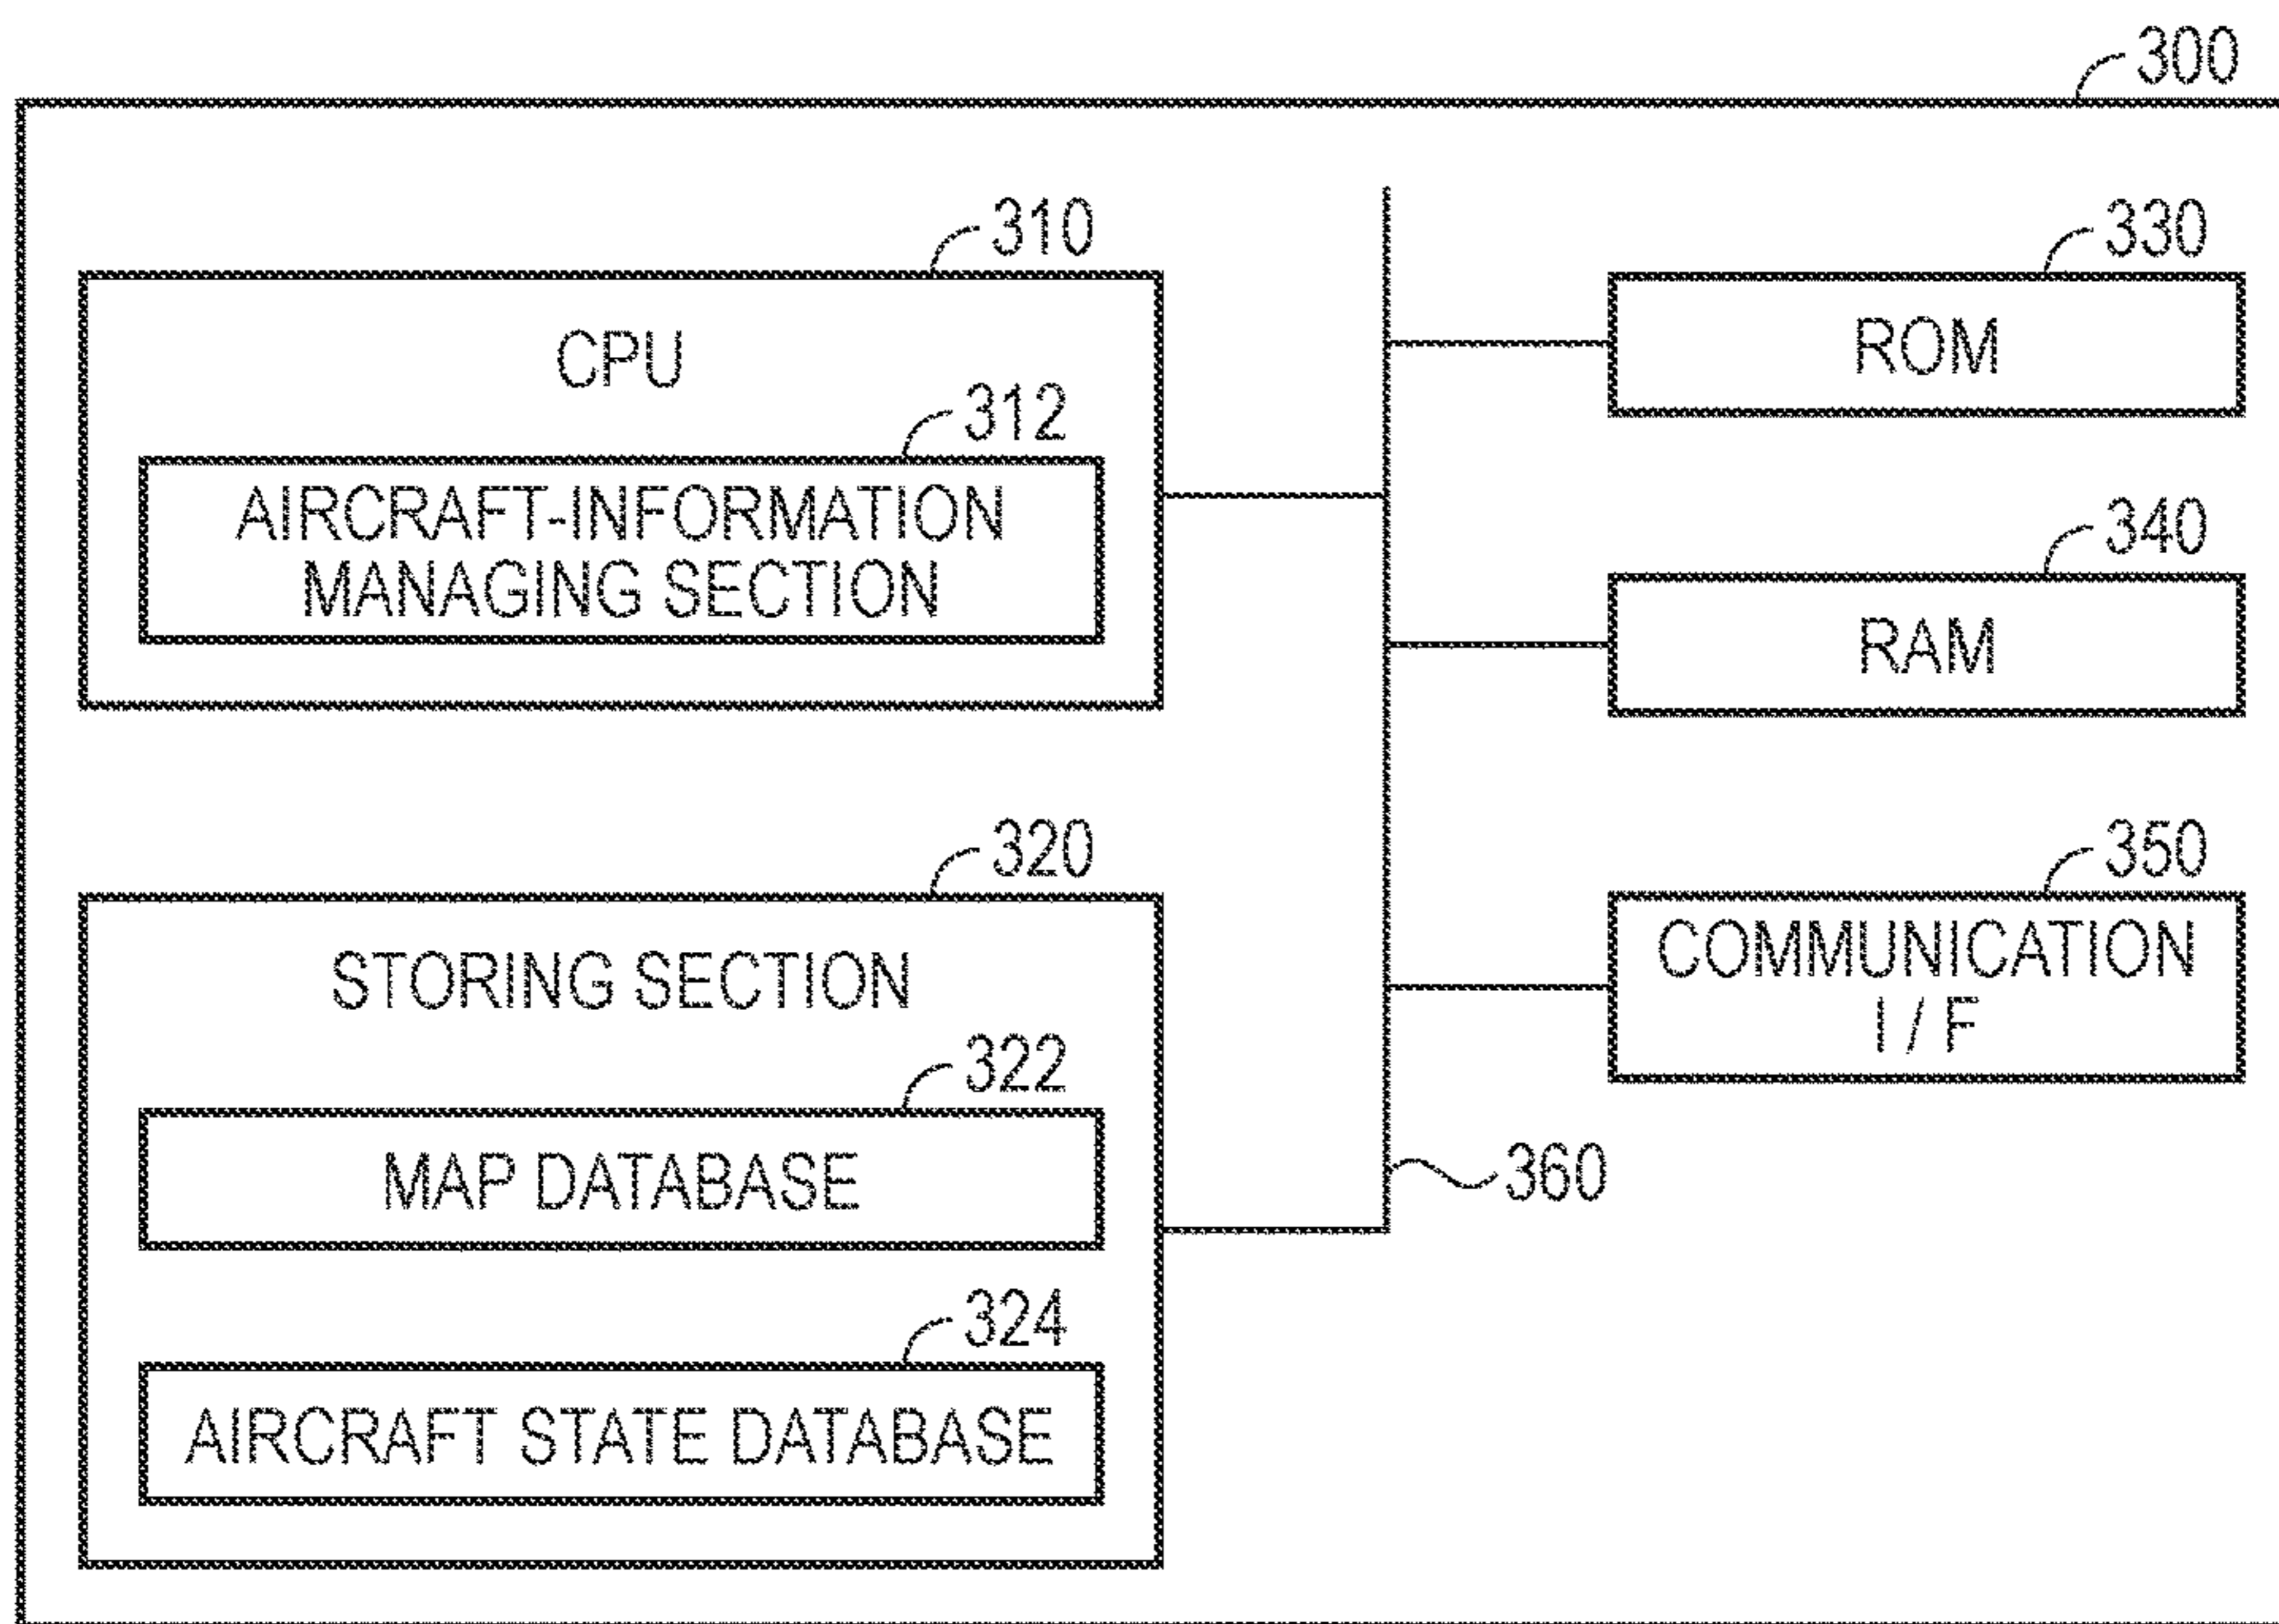 300
310
CPU
312
AIRCRAFT-INFORMATION
MANAGING SECTION
320
STORING SECTION
322
MAP DATABASE
324
AIRCRAFT STATE DATABASE
330
ROM
340
RAM
350
COMMUNICATION
I / F
360